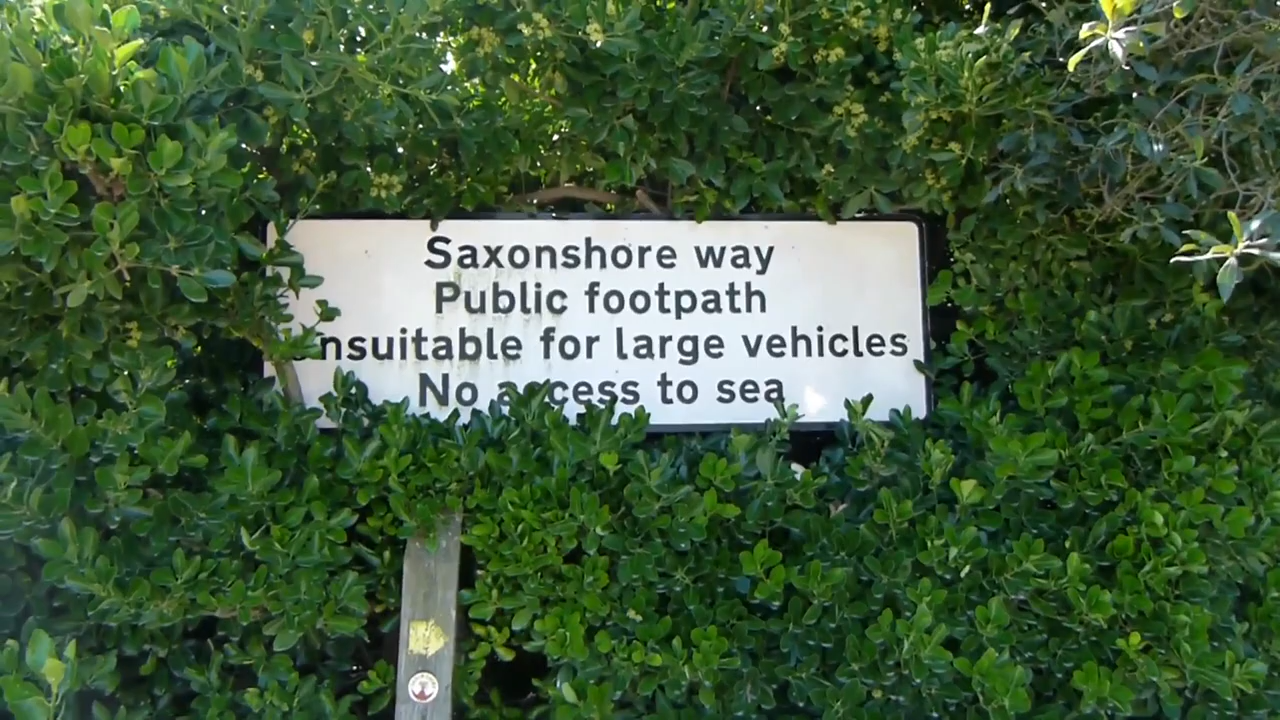 Saxonshore way
Public footpath
Unsuitable for large vehicles
No access to sea